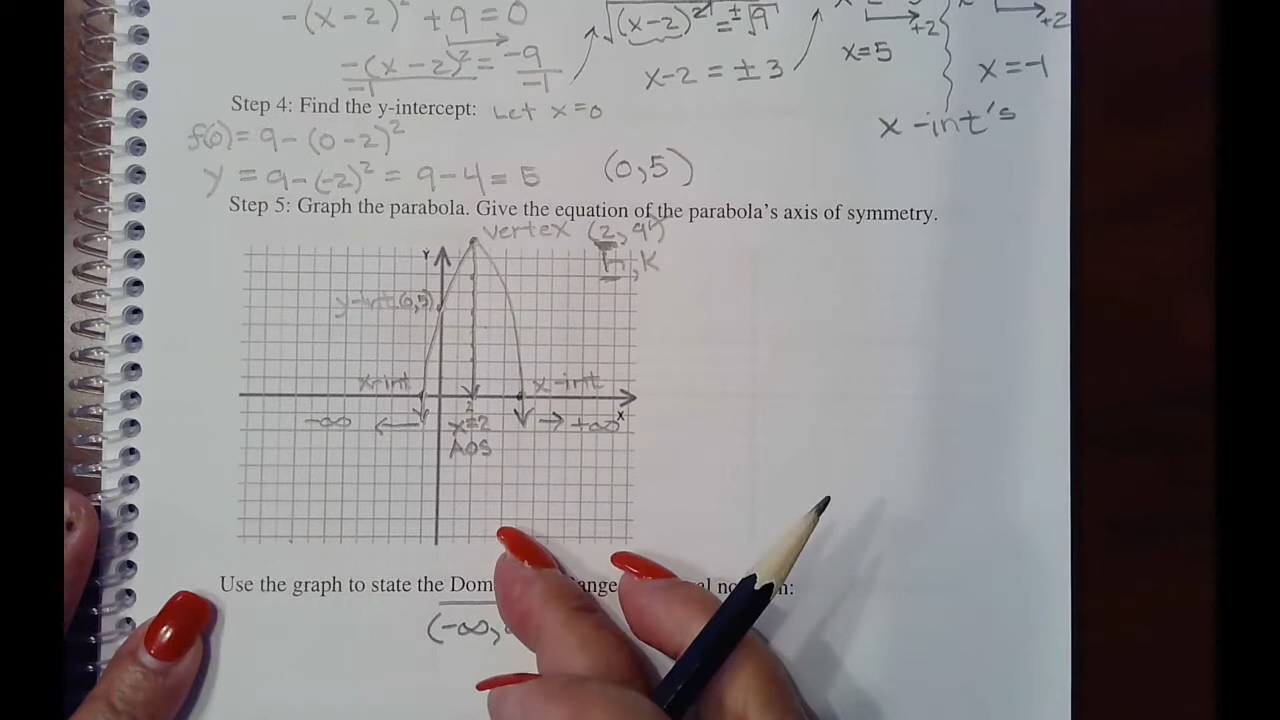 -(x-2)² +9=0
√(x-2)² = ±√9
+2
+2
-(x-2)² = -9
-1 -1
x-2 = ±3
x=5
x=-1
Step 4: Find the y-intercept: Let x=0
x-int's
f(0)= 9-(0-2)²
y = 9-(-2)² = 9-4 = 5 (0,5)
Step 5: Graph the parabola. Give the equation of the parabola's axis of symmetry.
vertex (2,9)
h,K
Y
y-int (0,5)
x-int
x-int
2
-∞
x=2
+∞
x
AOS
Use the graph to state the
(-∞,